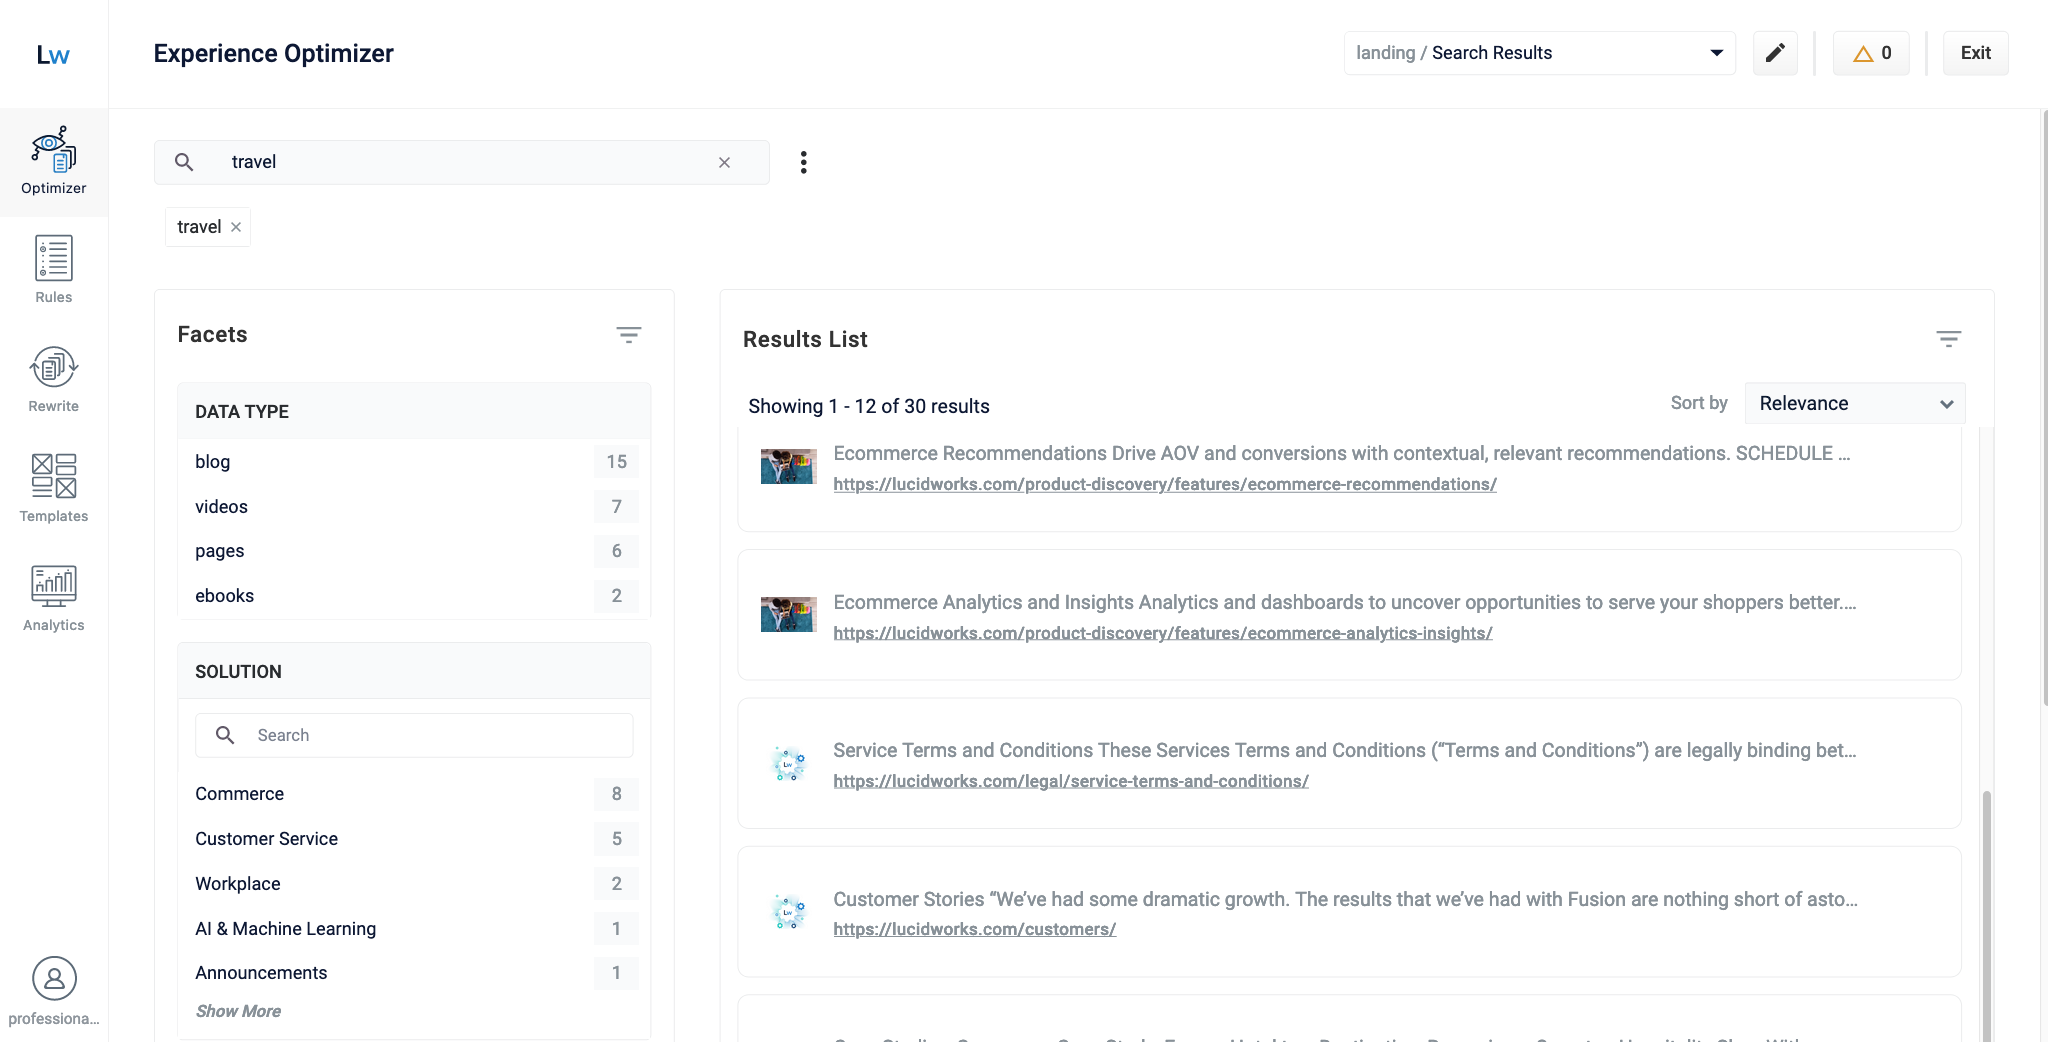 Lw
Experience Optimizer
landing / Search Results
0
Exit
Optimizer
Rules
Rewrite
Templates
Analytics
professiona...
travel
travel
Facets
DATA TYPE
blog 15
videos 7
pages 6
ebooks 2
SOLUTION
Search
Commerce 8
Customer Service 5
Workplace 2
AI & Machine Learning 1
Announcements 1
Show More
Results List
Showing 1 - 12 of 30 results
Sort by Relevance
Ecommerce Recommendations Drive AOV and conversions with contextual, relevant recommendations. SCHEDULE ...
https://lucidworks.com/product-discovery/features/ecommerce-recommendations/
Ecommerce Analytics and Insights Analytics and dashboards to uncover opportunities to serve your shoppers better....
https://lucidworks.com/product-discovery/features/ecommerce-analytics-insights/
Lw
Service Terms and Conditions These Services Terms and Conditions (“Terms and Conditions”) are legally binding bet...
https://lucidworks.com/legal/service-terms-and-conditions/
Lw
Customer Stories “We’ve had some dramatic growth. The results that we’ve had with Fusion are nothing short of asto...
https://lucidworks.com/customers/